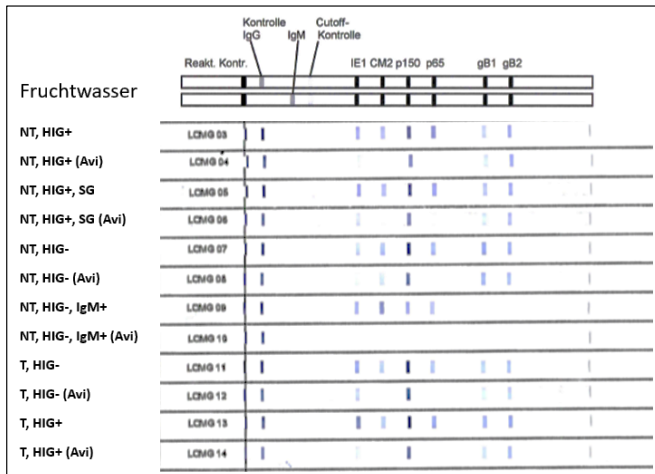 Kontrolle Cutoff-
IgG IgM Kontrolle
Reakt. Kontr. IE1 CM2 p150 p65 gB1 gB2
Fruchtwasser
NT, HIG+ LCMG 03
NT, HIG+ (Avi) LCMG 04
NT, HIG+, SG LCMG 05
NT, HIG+, SG (Avi) LCMG 06
NT, HIG- LCMG 07
NT, HIG- (Avi) LCMG 08
NT, HIG-, IgM+ LCMG 09
NT, HIG-, IgM+ (Avi) LCMG 10
T, HIG- LCMG 11
T, HIG- (Avi) LCMG 12
T, HIG+ LCMG 13
T, HIG+ (Avi) LCMG 14